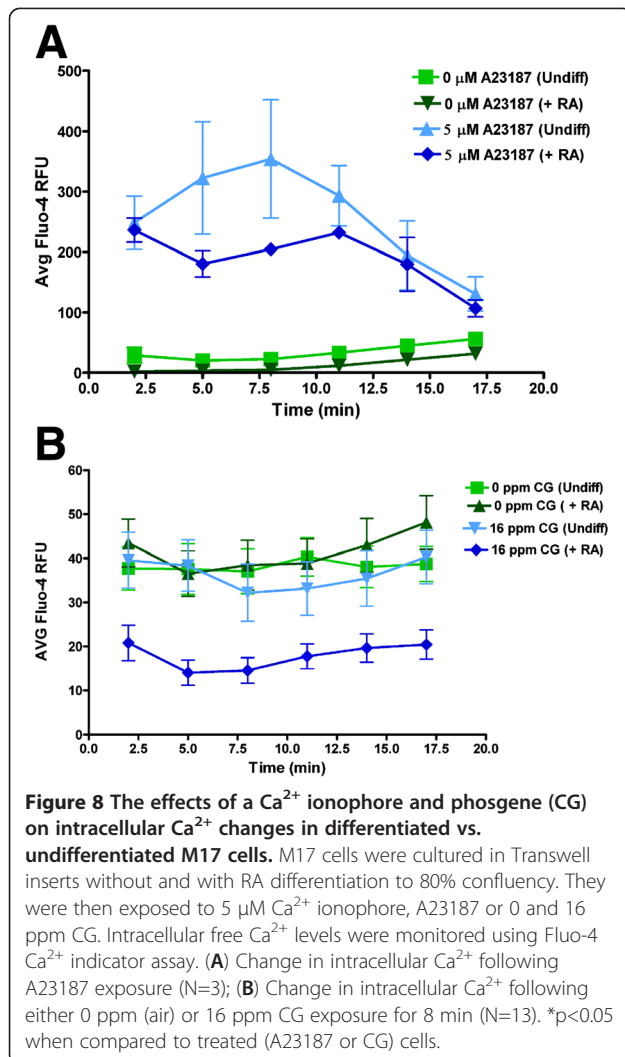 A
500
400
300
200
100
0
Avg Fluo-4 RFU
0.0 2.5 5.0 7.5 10.0 12.5 15.0 17.5 20.0
Time (min)
0 μM A23187 (Undiff)
0 μM A23187 (+ RA)
5 μM A23187 (Undiff)
5 μM A23187 (+ RA)
B
60
50
40
30
20
10
0
AVG Fluo-4 RFU
0.0 2.5 5.0 7.5 10.0 12.5 15.0 17.5 20.0
Time (min)
0 ppm CG (Undiff)
0 ppm CG ( + RA)
16 ppm CG (Undiff)
16 ppm CG (+ RA)
Figure 8 The effects of a Ca²⁺ ionophore and phosgene (CG)
on intracellular Ca²⁺ changes in differentiated vs.
undifferentiated M17 cells. M17 cells were cultured in Transwell
inserts without and with RA differentiation to 80% confluency. They
were then exposed to 5 μM Ca²⁺ ionophore, A23187 or 0 and 16
ppm CG. Intracellular free Ca²⁺ levels were monitored using Fluo-4
Ca²⁺ indicator assay. (A) Change in intracellular Ca²⁺ following
A23187 exposure (N=3); (B) Change in intracellular Ca²⁺ following
either 0 ppm (air) or 16 ppm CG exposure for 8 min (N=13). *p<0.05
when compared to treated (A23187 or CG) cells.